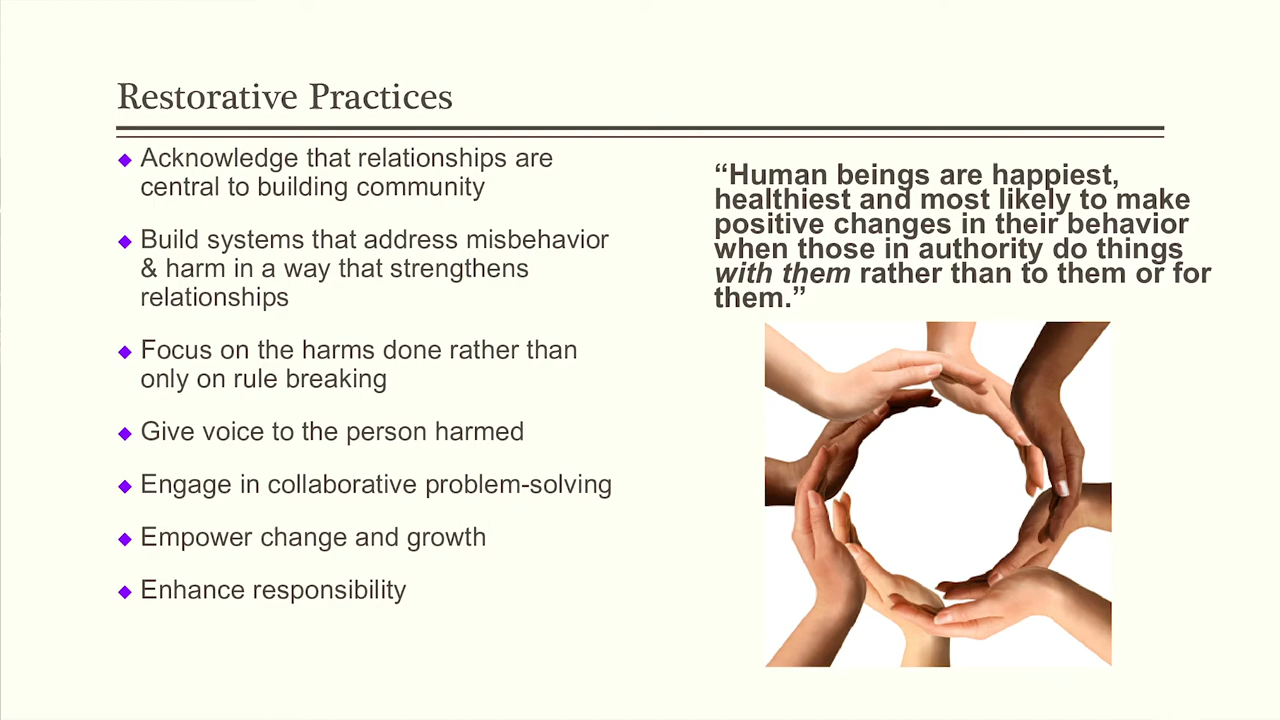 Restorative Practices
Acknowledge that relationships are
central to building community
Build systems that address misbehavior
& harm in a way that strengthens
relationships
Focus on the harms done rather than
only on rule breaking
Give voice to the person harmed
Engage in collaborative problem-solving
Empower change and growth
Enhance responsibility
“Human beings are happiest,
healthiest and most likely to make
positive changes in their behavior
when those in authority do things
with them rather than to them or for
them.”